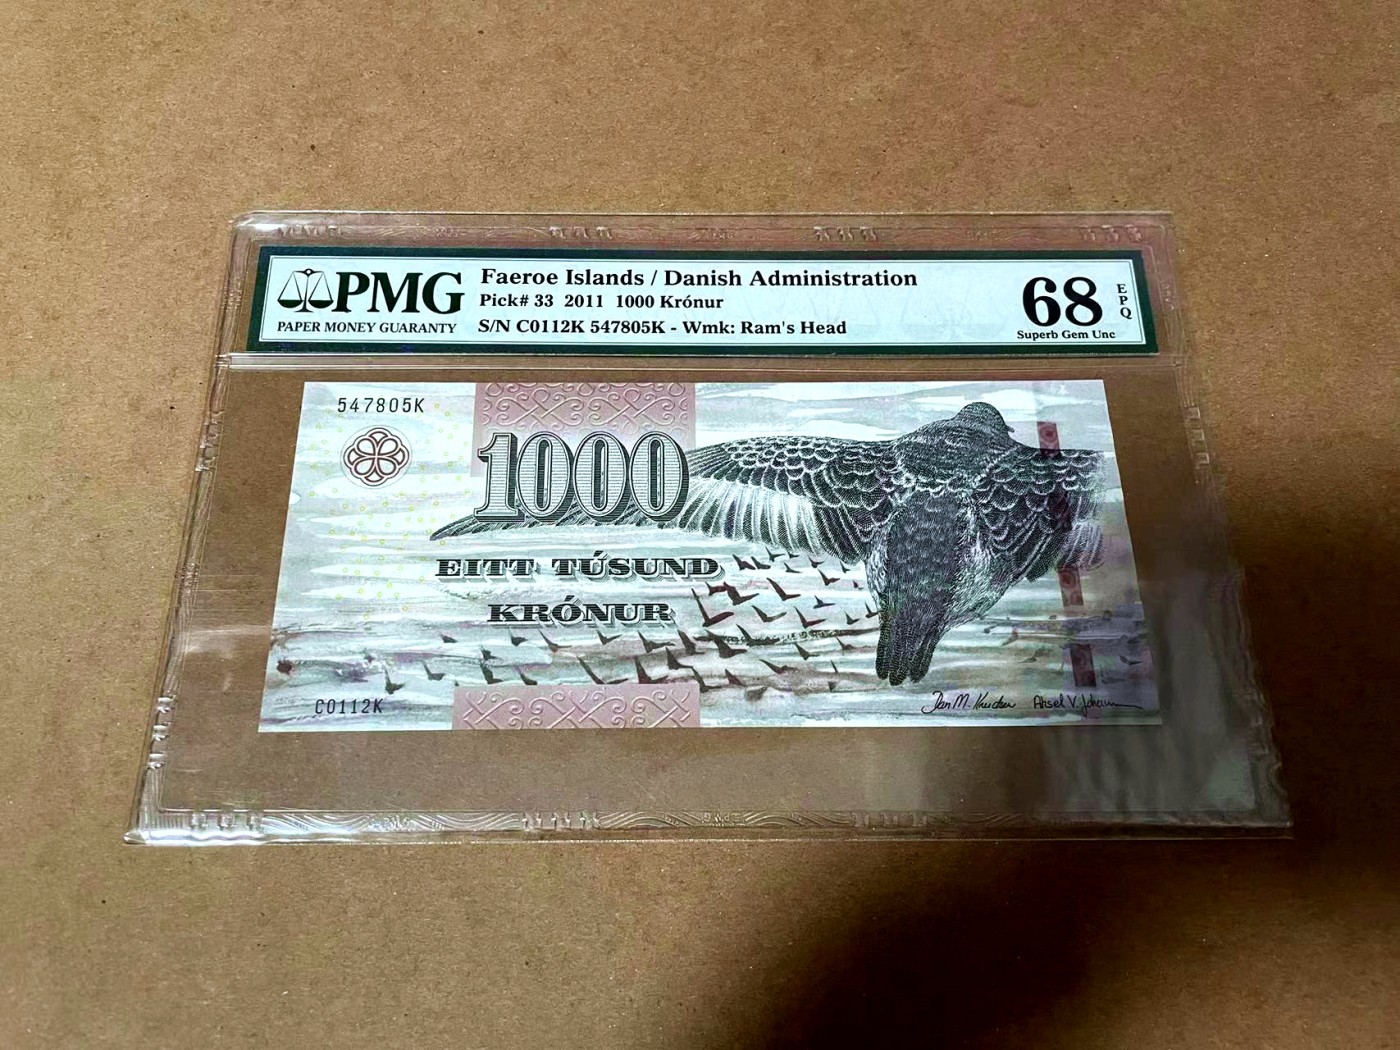 PMG
PAPER MONEY GUARANTY
Faeroe Islands / Danish Administration
Pick# 33 2011 1000 Krónur
S/N C0112K 547805K - Wmk: Ram's Head
68
EPQ
Superb Gem Unc
547805K
1000
EITT TÚSUND
KRÓNUR
C0112K